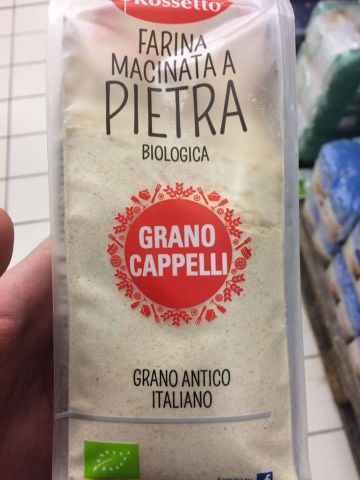 Rossetto
FARINA
MACINATA A
PIETRA
BIOLOGICA
GRANO
CAPPELLI
GRANO ANTICO
ITALIANO